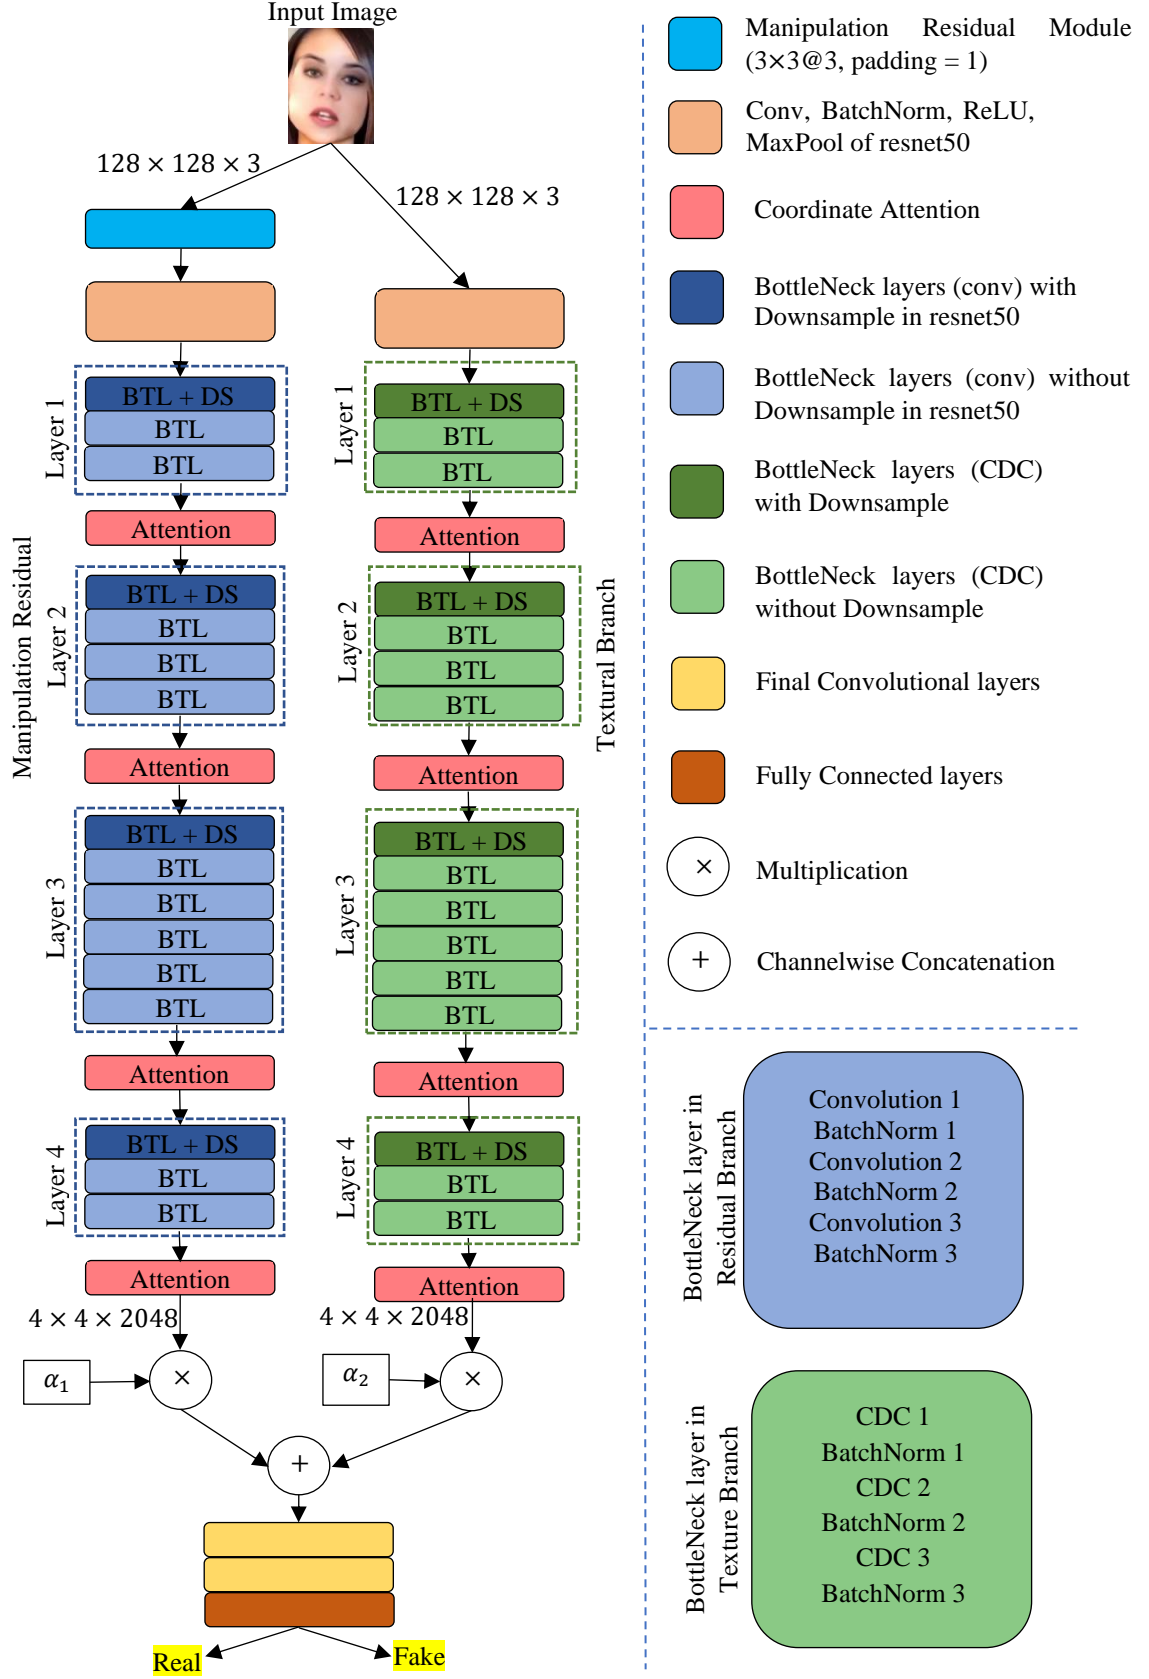 Input Image
128 × 128 × 3
128 × 128 × 3
Manipulation Residual
Layer 1
BTL + DS
BTL
BTL
Attention
Layer 2
BTL + DS
BTL
BTL
BTL
Attention
Layer 3
BTL + DS
BTL
BTL
BTL
BTL
BTL
Attention
Layer 4
BTL + DS
BTL
BTL
Attention
4 × 4 × 2048
α1
×
Textural Branch
Layer 1
BTL + DS
BTL
BTL
Attention
Layer 2
BTL + DS
BTL
BTL
BTL
Attention
Layer 3
BTL + DS
BTL
BTL
BTL
BTL
BTL
Attention
Layer 4
BTL + DS
BTL
BTL
Attention
4 × 4 × 2048
α2
×
+
Real
Fake
Manipulation Residual Module
(3×3@3, padding = 1)
Conv, BatchNorm, ReLU,
MaxPool of resnet50
Coordinate Attention
BottleNeck layers (conv) with
Downsample in resnet50
BottleNeck layers (conv) without
Downsample in resnet50
BottleNeck layers (CDC)
with Downsample
BottleNeck layers (CDC)
without Downsample
Final Convolutional layers
Fully Connected layers
×
Multiplication
+
Channelwise Concatenation
BottleNeck layer in
Residual Branch
Convolution 1
BatchNorm 1
Convolution 2
BatchNorm 2
Convolution 3
BatchNorm 3
BottleNeck layer in
Texture Branch
CDC 1
BatchNorm 1
CDC 2
BatchNorm 2
CDC 3
BatchNorm 3